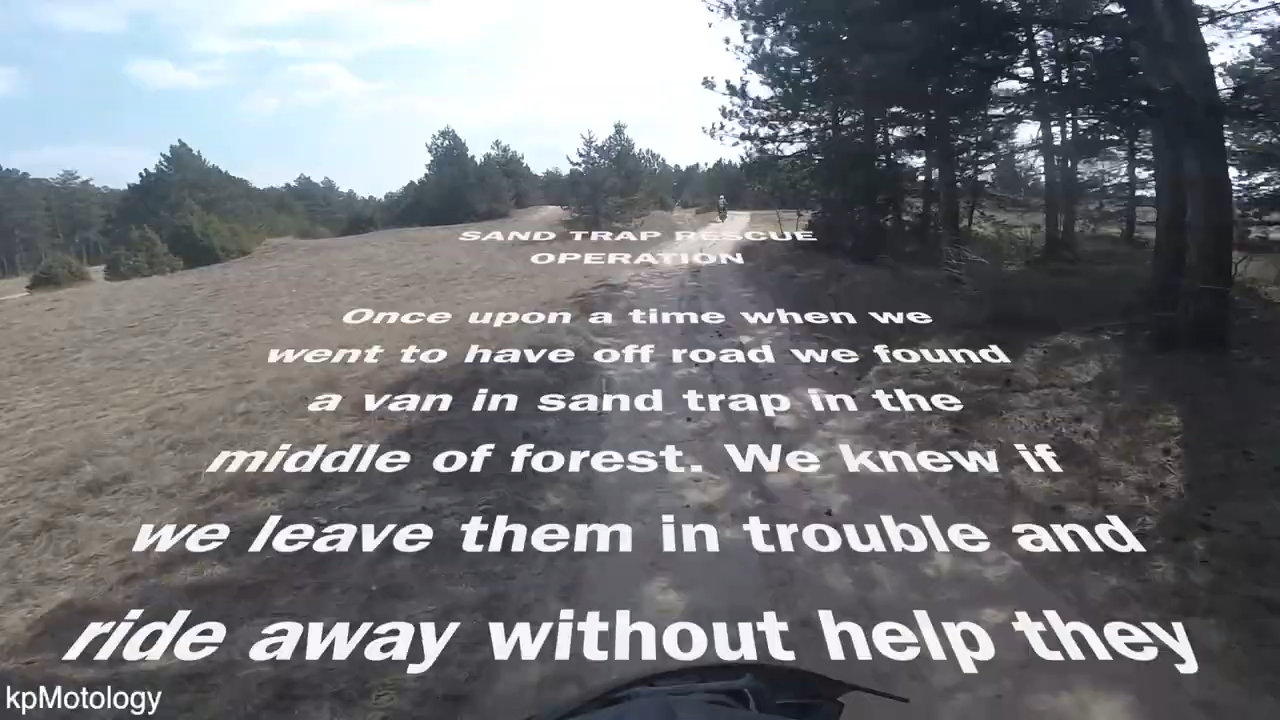 SAND TRAP RESCUE
OPERATION
Once upon a time when we
went to have off road we found
a van in sand trap in the
middle of forest. We knew if
we leave them in trouble and
ride away without help they
kpMotology